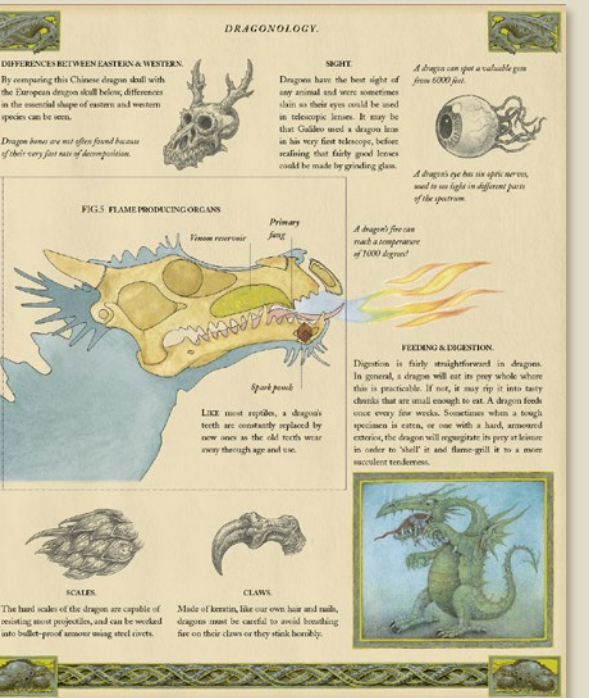 DRAGONOLOGY.
DIFFERENCES BETWEEN EASTERN & WESTERN.
By comparing this Chinese dragon skull with
the European dragon skull below, differences
in the essential shape of eastern and western
species can be seen.
Dragon bones are not often found because
of their very fast rate of decomposition.
SIGHT.
Dragons have the best sight of
any animal and were sometimes
slain so their eyes could be used
in telescopic lenses. It may be
that Galileo used a dragon lens
in his very first telescope, before
realising that fairly good lenses
could be made by grinding glass.
A dragon can spot a valuable gem
from 6000 feet.
A dragon's eye has six optic nerves,
used to see light in different parts
of the spectrum.
FIG.5 FLAME PRODUCING ORGANS
Venom reservoir
Primary
fang
Spark pouch
LIKE most reptiles, a dragon's
teeth are constantly replaced by
new ones as the old teeth wear
away through age and use.
A dragon's fire can
reach a temperature
of 1000 degrees!
FEEDING & DIGESTION.
Digestion is fairly straightforward in dragons.
In general, a dragon will eat its prey whole where
this is practicable. If not, it may rip it into tasty
chunks that are small enough to eat. A dragon feeds
once every few weeks. Sometimes when a tough
specimen is eaten, or one with a hard, armoured
exterior, the dragon will regurgitate its prey at leisure
in order to 'shell' it and flame-grill it to a more
succulent tenderness.
SCALES.
The hard scales of the dragon are capable of
resisting most projectiles, and can be worked
into bullet-proof armour using steel rivets.
CLAWS.
Made of keratin, like our own hair and nails,
dragons must be careful to avoid breathing
fire on their claws or they stink horribly.